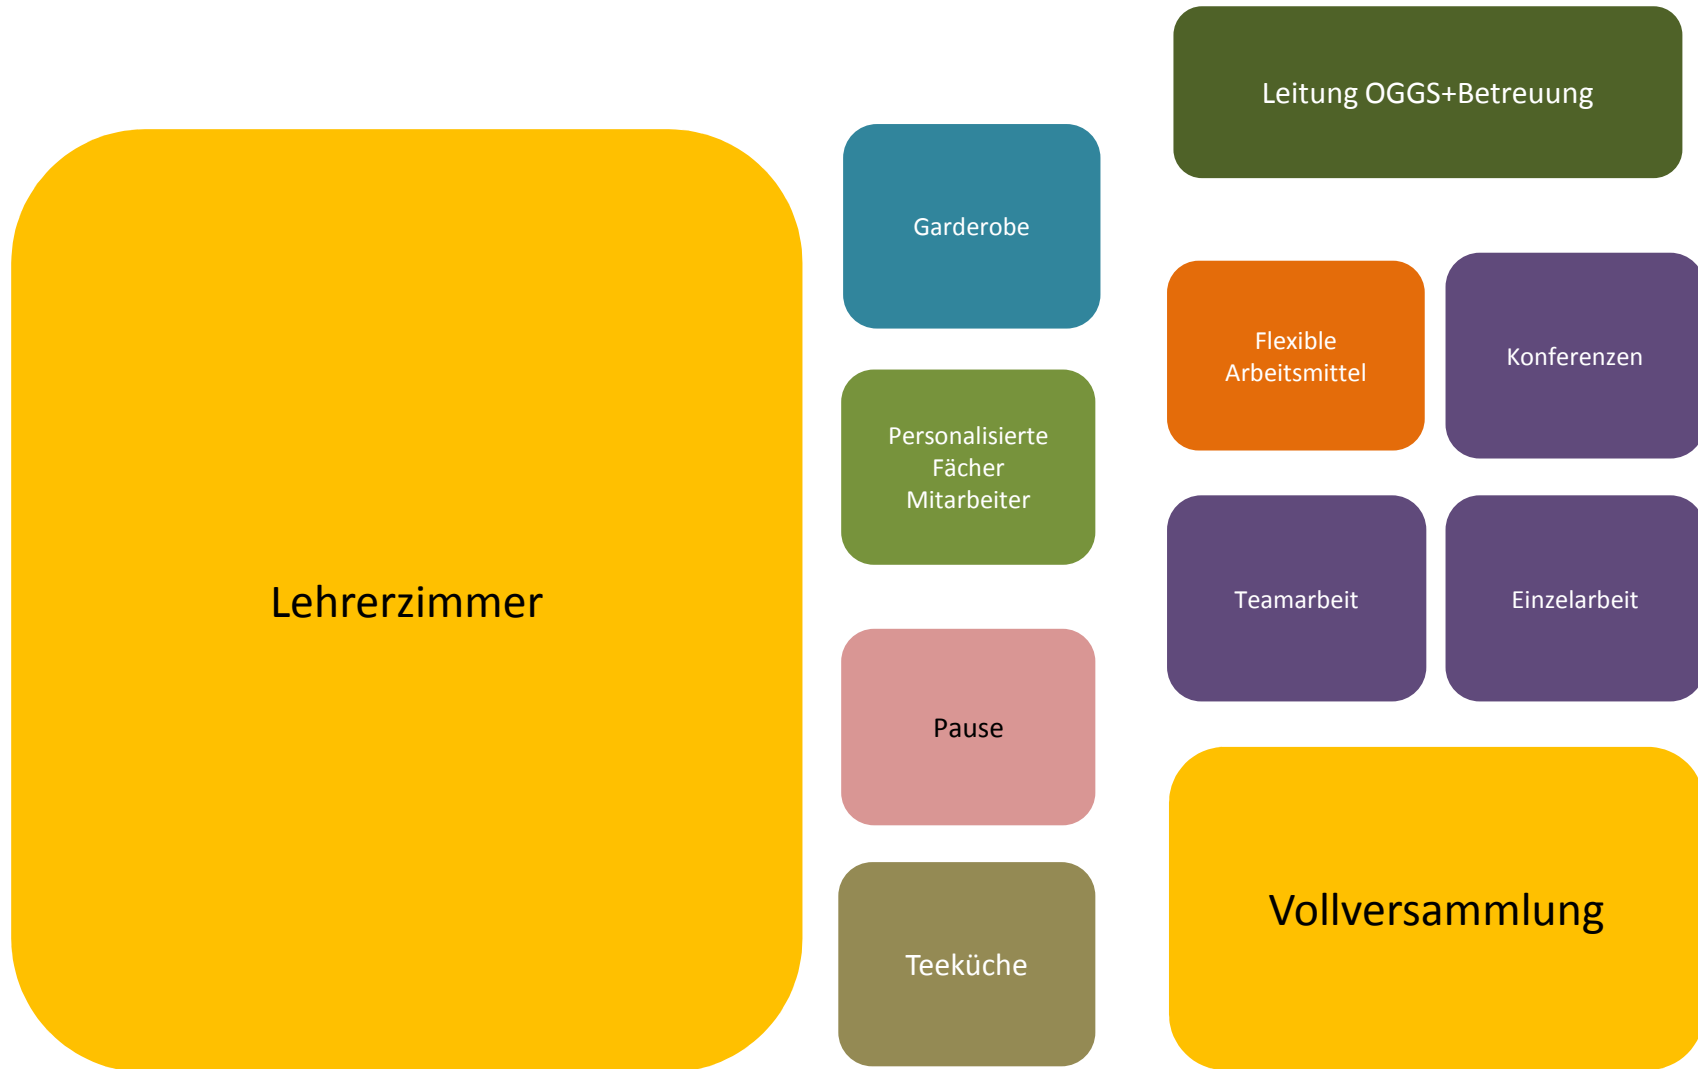 Lehrerzimmer
Garderobe
Personalisierte
Fächer
Mitarbeiter
Pause
Teeküche
Leitung OGGS+Betreuung
Flexible
Arbeitsmittel
Konferenzen
Teamarbeit
Einzelarbeit
Vollversammlung